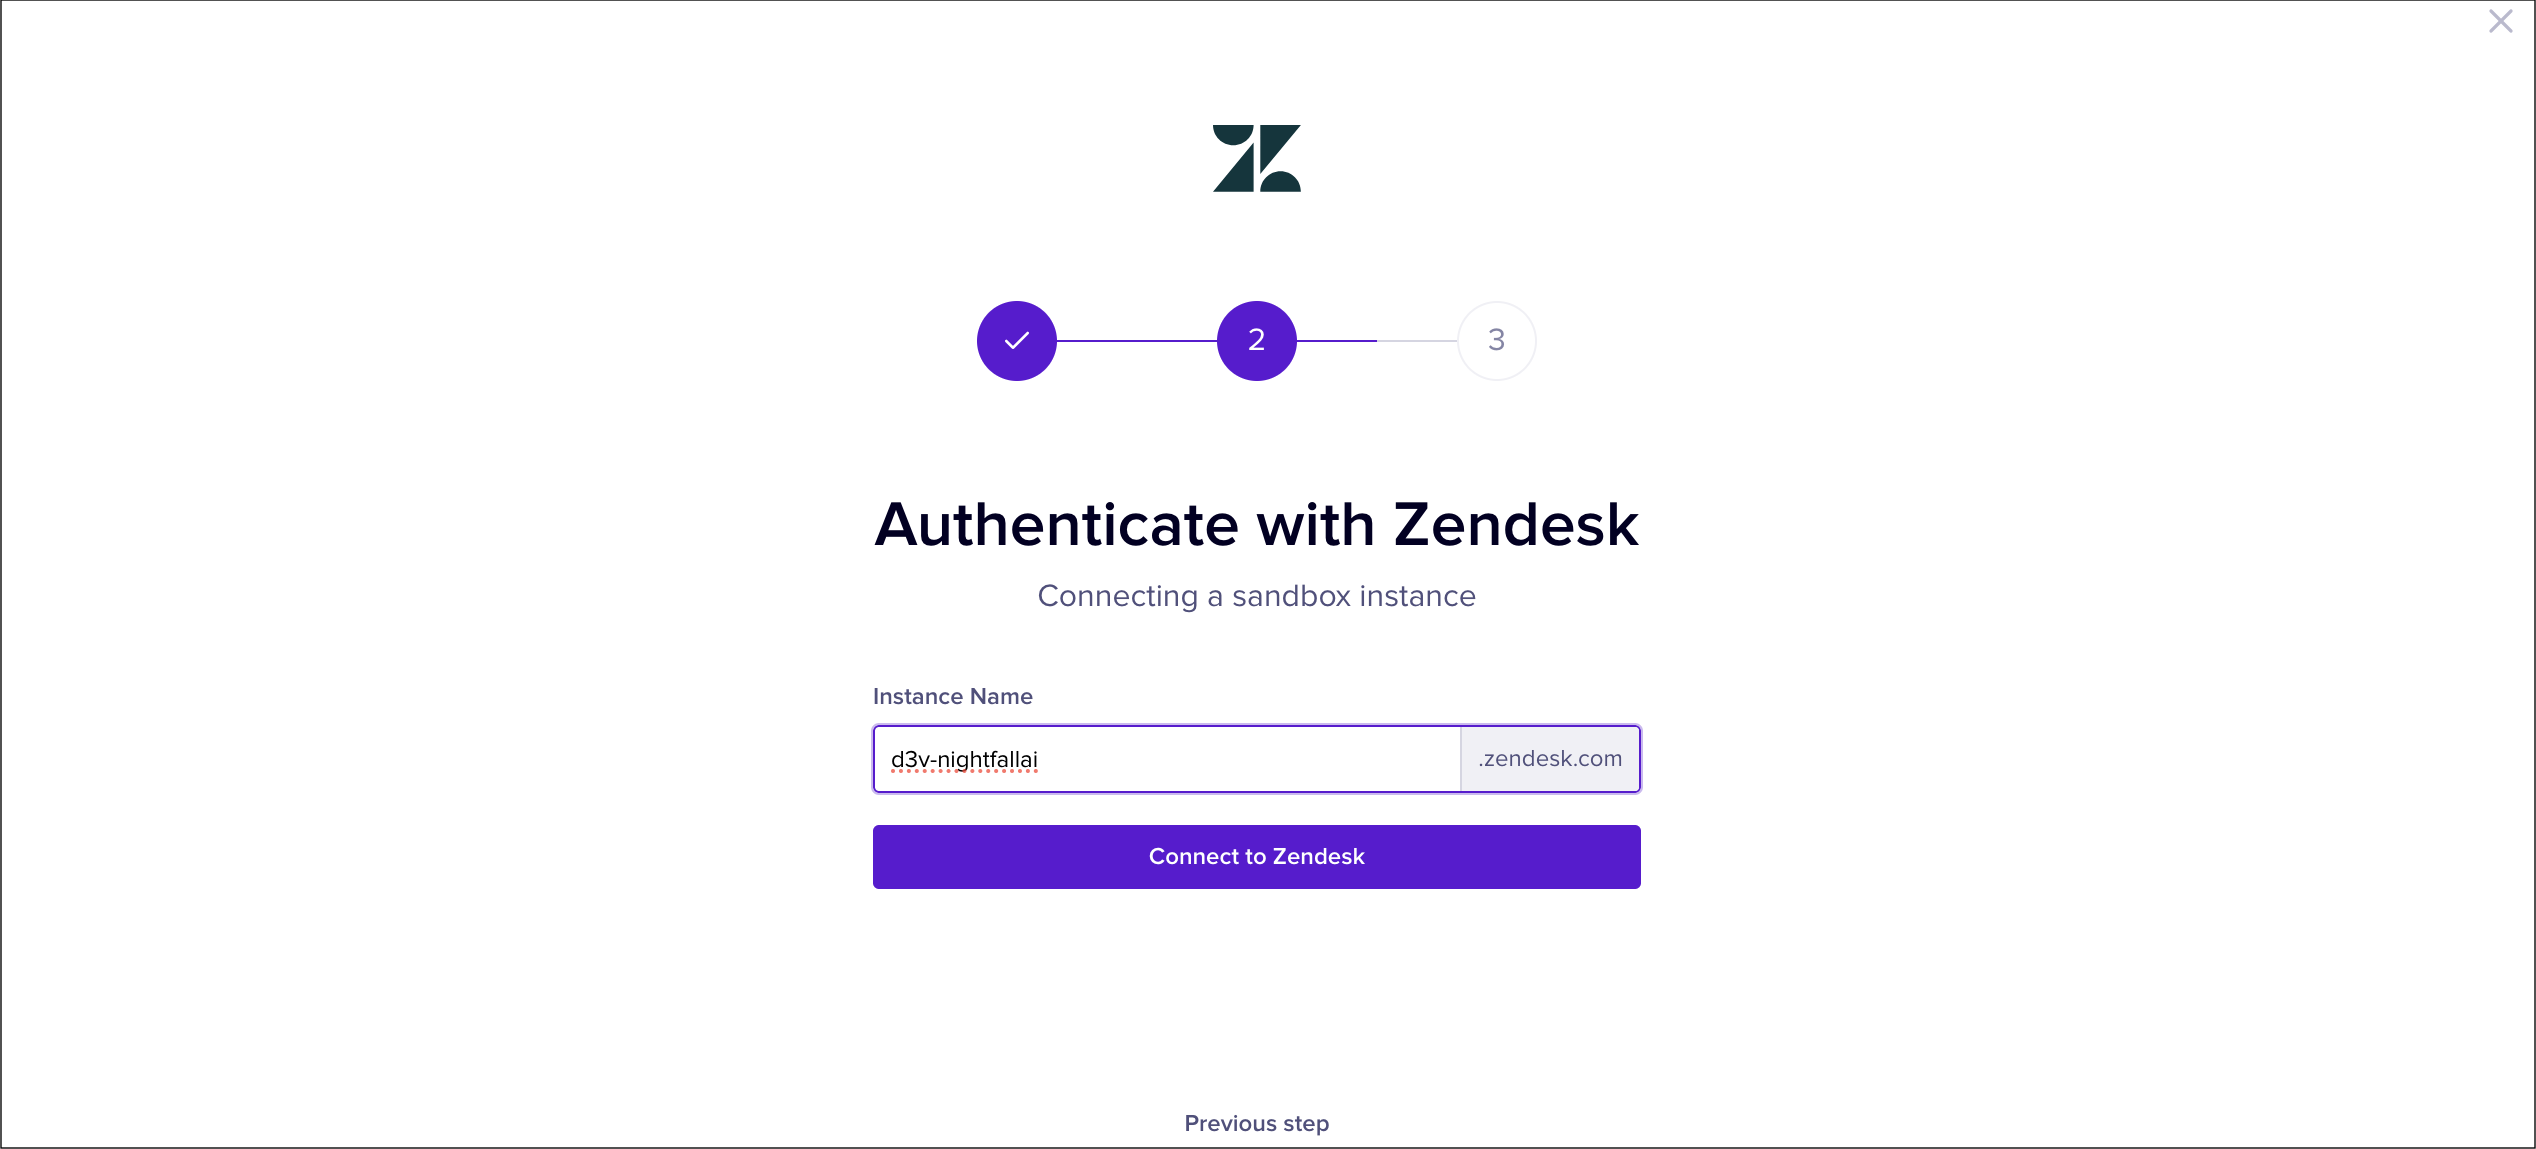 2
3
Authenticate with Zendesk
Connecting a sandbox instance
Instance Name
d3v-nightfallai .zendesk.com
Connect to Zendesk
Previous step